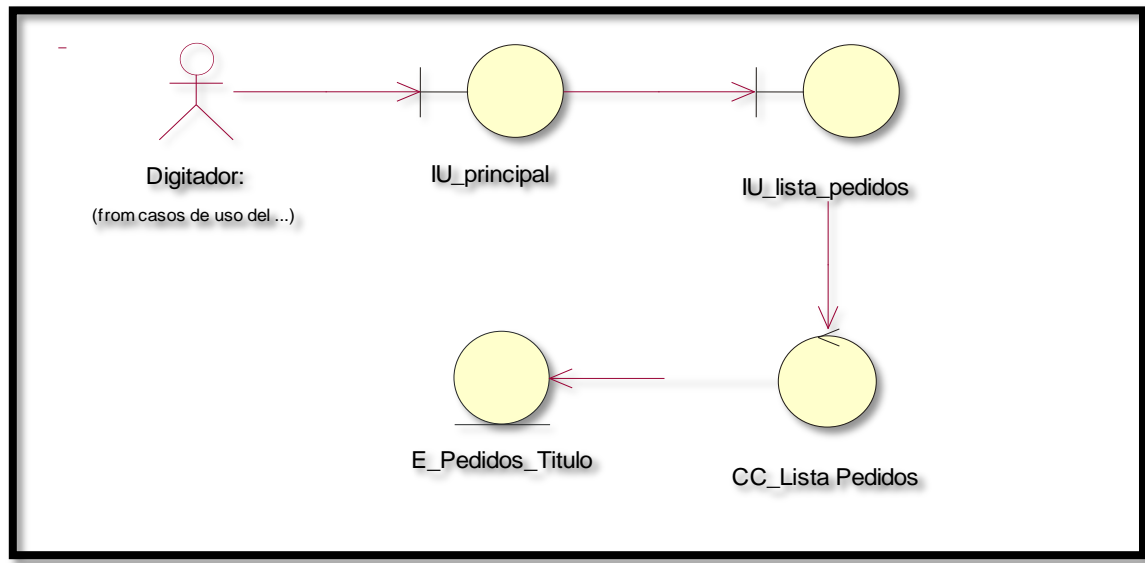 Digitador:
(from casos de uso del ...)
IU_principal
IU_lista_pedidos
E_Pedidos_Titulo
CC_Lista Pedidos